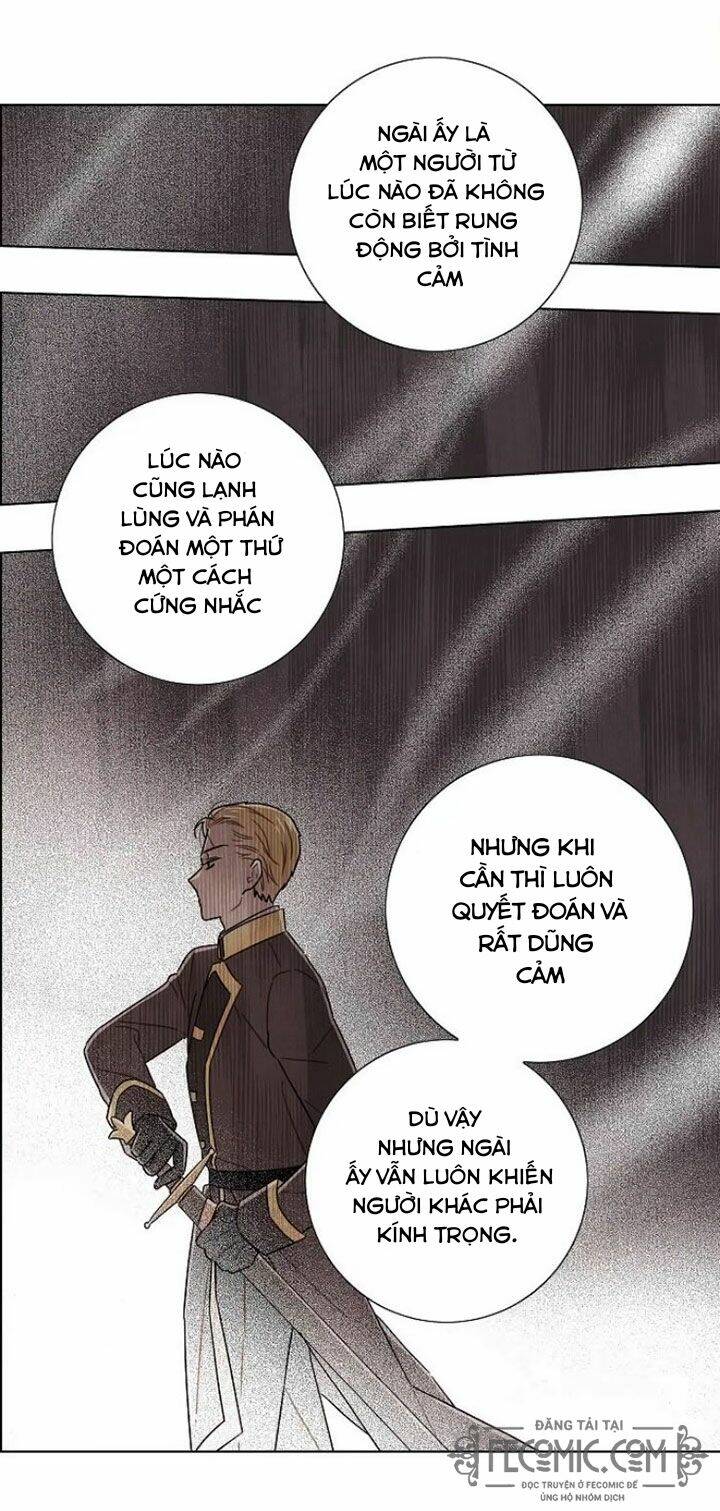 NGÀI ẤY LÀ
MỘT NGƯỜI TỪ
LÚC NÀO ĐÃ KHÔNG
CÒN BIẾT RUNG
ĐỘNG BỞI TÌNH
CẢM
LÚC NÀO
CŨNG LẠNH
LÙNG VÀ PHÁN
ĐOÁN MỘT THỨ
MỘT CÁCH
CỨNG NHẮC
NHƯNG KHI
CẦN THÌ LUÔN
QUYẾT ĐOÁN VÀ
RẤT DŨNG
CẢM
DÙ VẬY
NHƯNG NGÀI
ẤY VẪN LUÔN KHIẾN
NGƯỜI KHÁC PHẢI
KÍNH TRỌNG.
ĐĂNG TẢI TẠI
FECOMIC.COM
ĐỌC TRUYỆN Ở FECOMIC ĐỂ
ỦNG HỘ NHÓM DỊCH